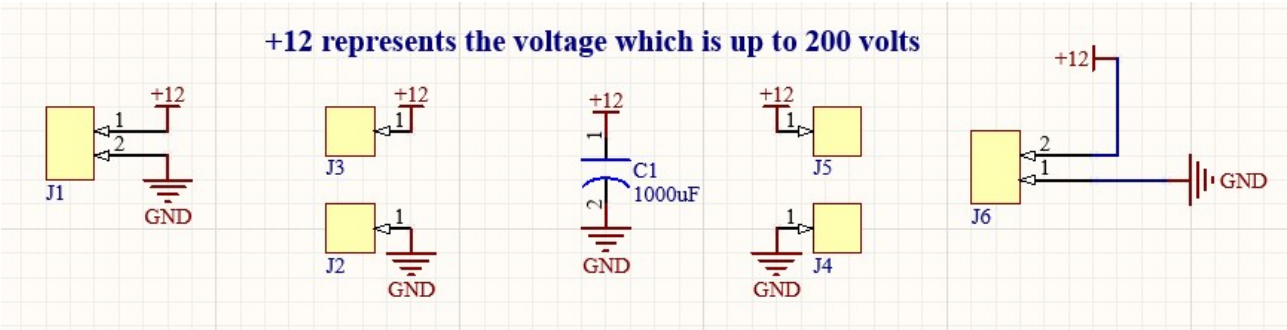 +12 represents the voltage which is up to 200 volts
+12
1
2
J1
GND
+12
1
J3
1
J2
GND
+12
1
C1
1000uF
2
GND
+12
1
J5
1
J4
GND
+12
2
1
J6
GND